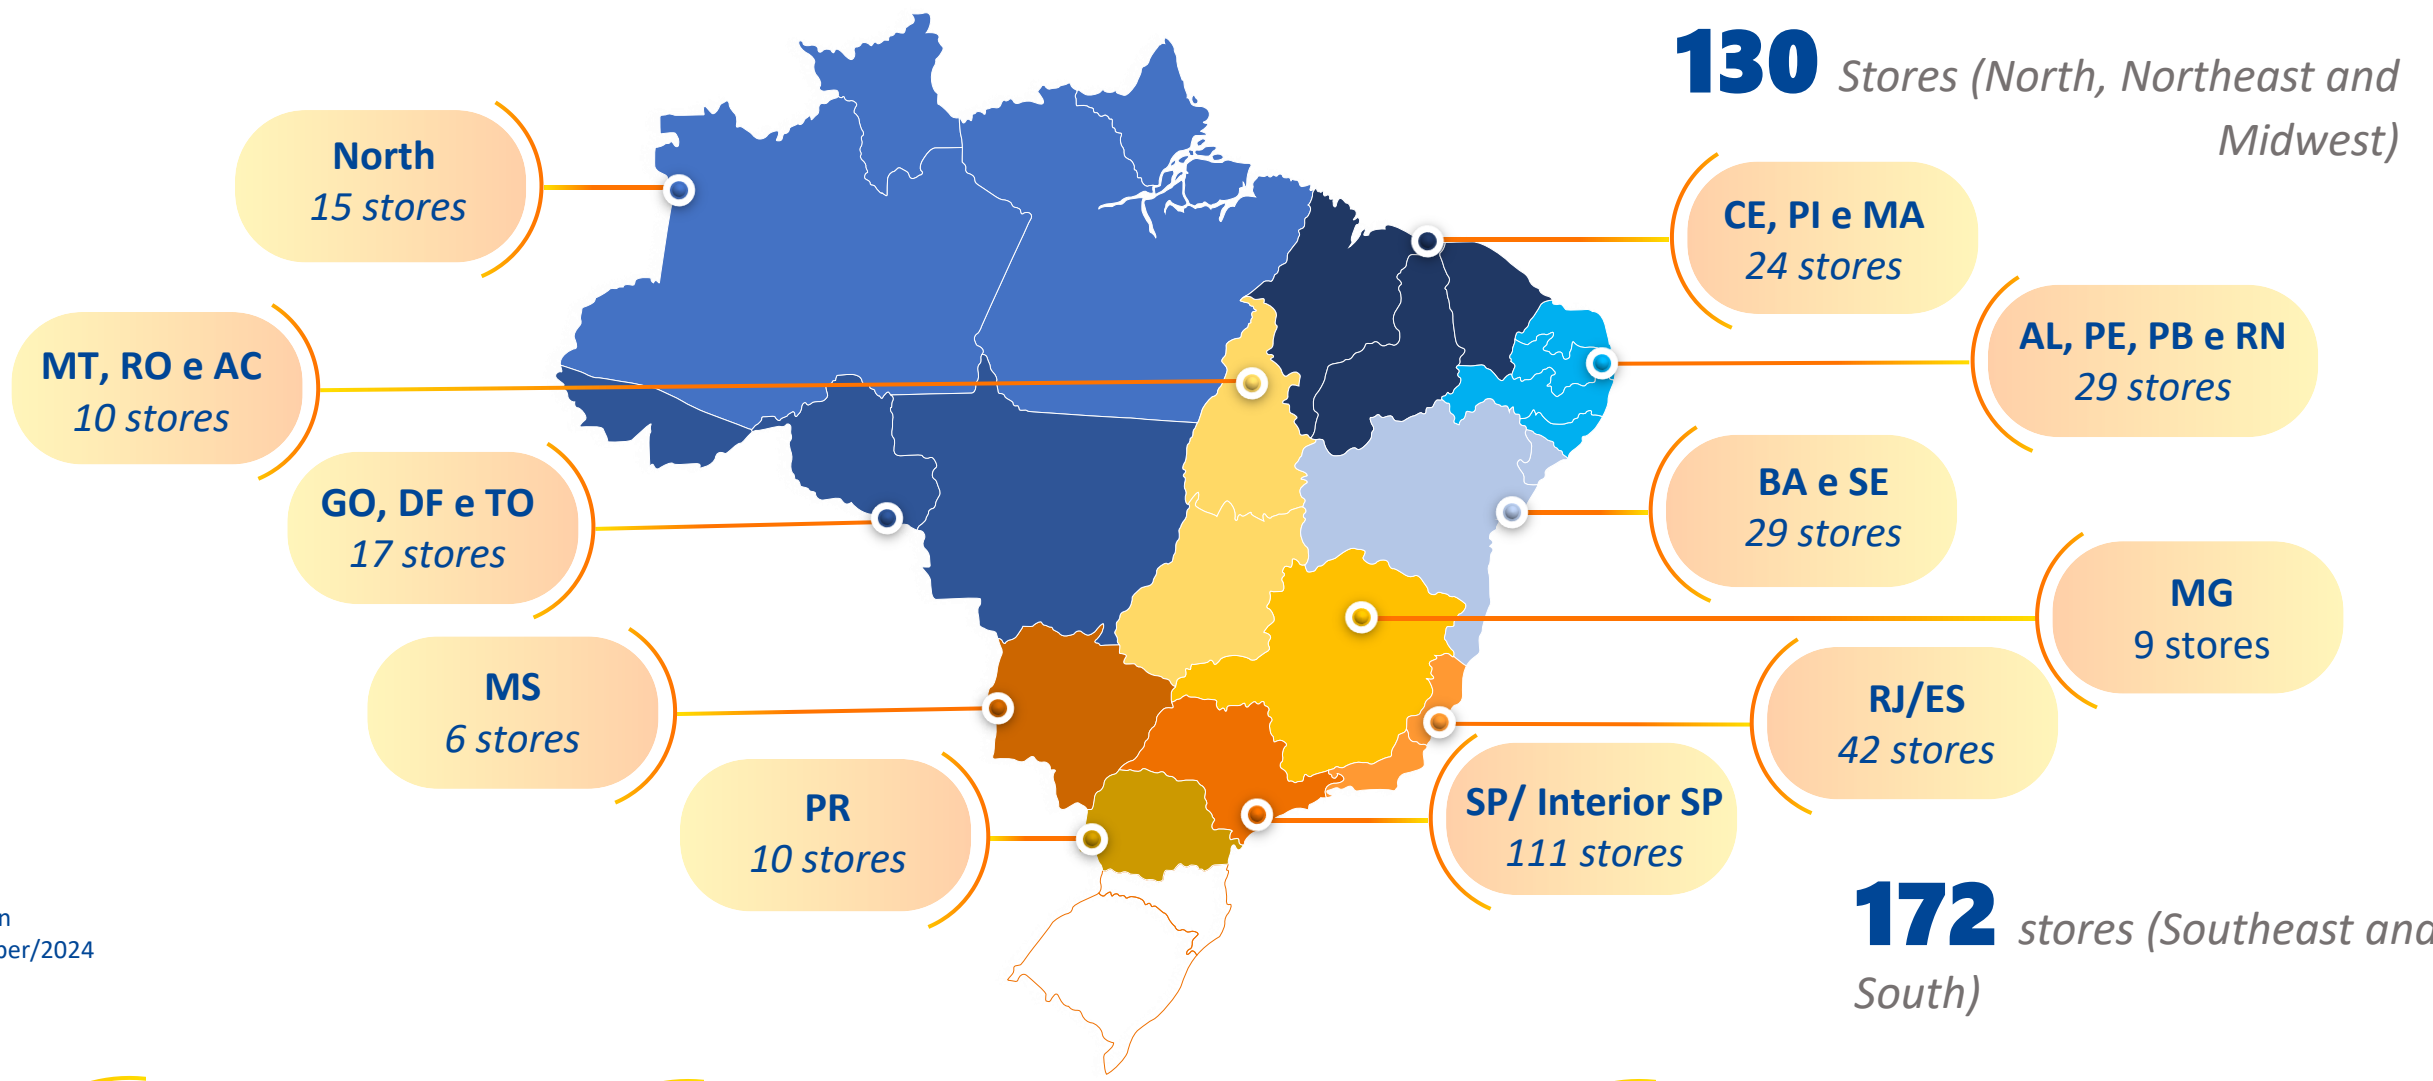 130 Stores (North, Northeast and
Midwest)
North
15 stores
CE, PI e MA
24 stores
AL, PE, PB e RN
29 stores
MT, RO e AC
10 stores
BA e SE
29 stores
GO, DF e TO
17 stores
MG
9 stores
MS
6 stores
RJ/ES
42 stores
PR
10 stores
SP/ Interior SP
111 stores
n
ber/2024
172 stores (Southeast and
South)